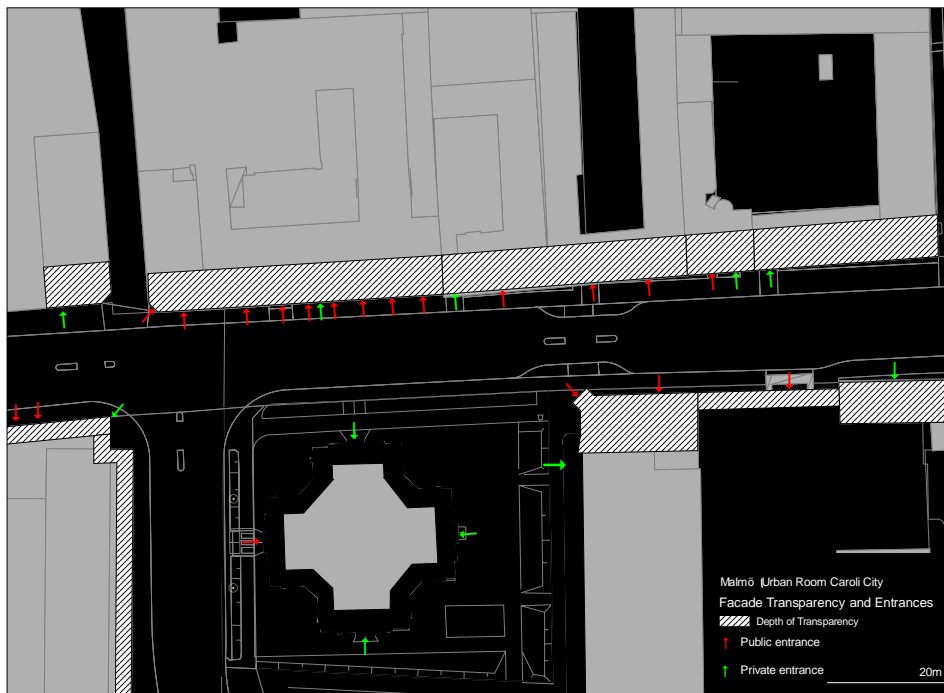 Malmö | Urban Room Caroli City
Facade Transparency and Entrances
Depth of Transparency
Public entrance
Private entrance
20m